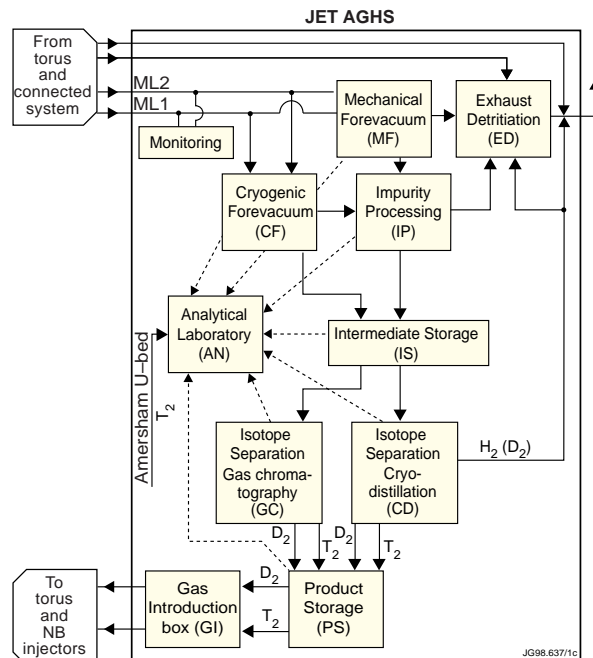 JET AGHS
From
torus
and
connected
system
ML2
ML1
Monitoring
Mechanical
Forevacuum
(MF)
Exhaust
Detritiation
(ED)
Cryogenic
Forevacuum
(CF)
Impurity
Processing
(IP)
Analytical
Laboratory
(AN)
Intermediate Storage
(IS)
Amersham U–bed
T2
Isotope
Separation
Gas chroma-
tography
(GC)
Isotope
Separation
Cryo-
distillation
(CD)
H2 (D2)
D2
T2
D2
T2
To
torus
and
NB
injectors
Gas
Introduction
box (GI)
D2
T2
Product
Storage
(PS)
JG98.637/1c